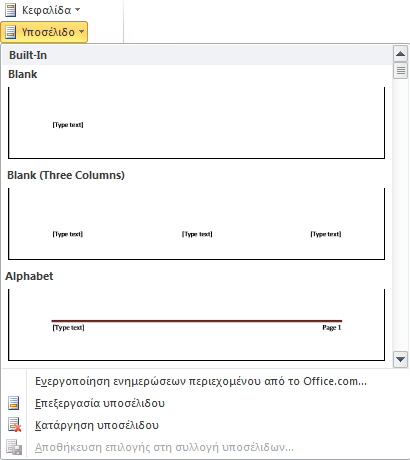 Κεφαλίδα
Υποσέλιδο
Built-In
Blank
[Type text]
Blank (Three Columns)
[Type text] [Type text] [Type text]
Alphabet
[Type text] Page 1
Ενεργοποίηση ενημερώσεων περιεχομένου από το Office.com...
Επεξεργασία υποσέλιδου
Κατάργηση υποσέλιδου
Αποθήκευση επιλογής στη συλλογή υποσέλιδων...